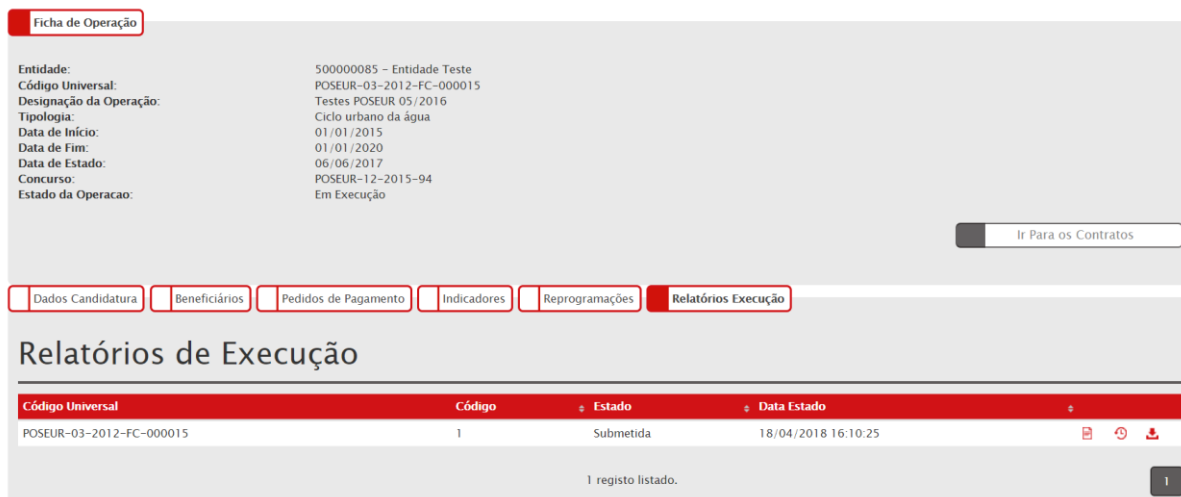 Ficha de Operação
Entidade: 500000085 - Entidade Teste
Código Universal: POSEUR-03-2012-FC-000015
Designação da Operação: Testes POSEUR 05/2016
Tipologia: Ciclo urbano da água
Data de Início: 01/01/2015
Data de Fim: 01/01/2020
Data de Estado: 06/06/2017
Concurso: POSEUR-12-2015-94
Estado da Operacao: Em Execução
Ir Para os Contratos
Dados Candidatura Beneficiários Pedidos de Pagamento Indicadores Reprogramações Relatórios Execução
Relatórios de Execução
Código Universal Código Estado Data Estado
POSEUR-03-2012-FC-000015 1 Submetida 18/04/2018 16:10:25
1 registo listado.
1